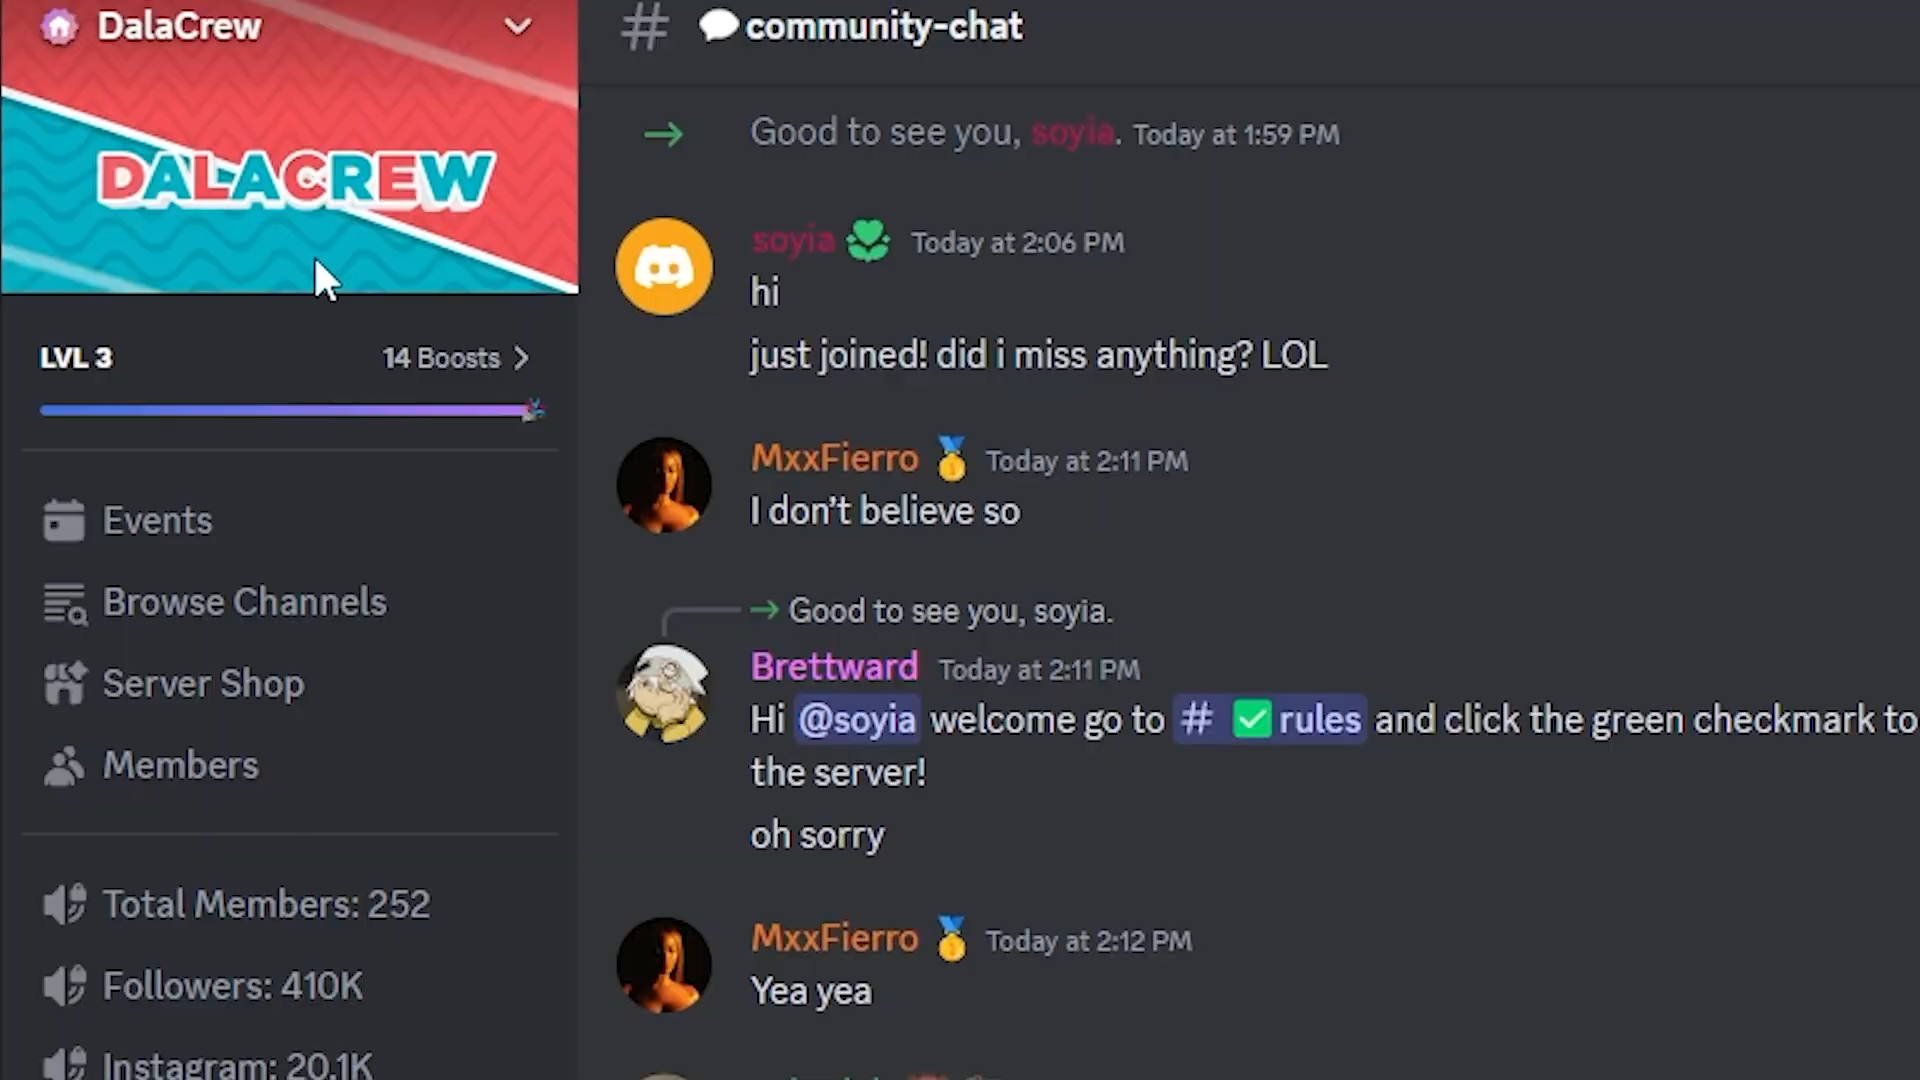 DalaCrew
DALACREW
LVL 3
14 Boosts
Events
Browse Channels
Server Shop
Members
Total Members: 252
Followers: 410K
Instagram: 20.1K
# community-chat
Good to see you, soyia. Today at 1:59 PM
soyia Today at 2:06 PM
hi
just joined! did i miss anything? LOL
MxxFierro Today at 2:11 PM
I don't believe so
Good to see you, soyia.
Brettward Today at 2:11 PM
Hi @soyia welcome go to # ✅ rules and click the green checkmark to
the server!
oh sorry
MxxFierro Today at 2:12 PM
Yea yea